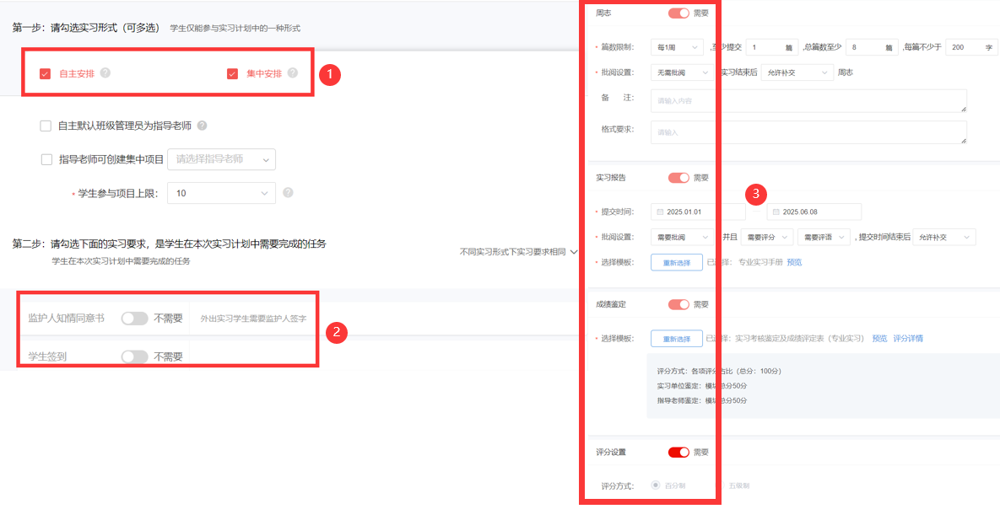 第一步：请勾选实习形式（可多选） 学生仅能参与实习计划中的一种形式
自主安排 ? 集中安排 ?
1
自主默认班级管理员为指导老师 ?
指导老师可创建集中项目 请选择指导老师
* 学生参与项目上限： 10 ?
第二步：请勾选下面的实习要求，是学生在本次实习计划中需要完成的任务
学生在本次实习计划中需要完成的任务
不同实习形式下实习要求相同
监护人知情同意书 不需要 外出实习学生需要监护人签字
2
学生签到 不需要
周志 需要
* 篇数限制： 每1周 ,至少提交 1 篇 ,总篇数至少 8 篇 ,每篇不少于 200 字
* 批阅设置： 无需批阅 实习结束后 允许补交 周志
备 注： 请输入内容
格式要求： 请输入
实习报告 需要
3
* 提交时间： 2025.01.01 2025.06.08
* 批阅设置： 需要批阅 并且 需要评分 需要评语 ，提交时间结束后 允许补交
* 选择模板： 重新选择 已选择： 专业实习手册 预览
成绩鉴定 需要
* 选择模板： 重新选择 已选择：实习考核鉴定及成绩评定表（专业实习） 预览 评分详情
评分方式：各项评分占比（总分：100分）
实习单位鉴定：模块总分50分
指导老师鉴定：模块总分50分
评分设置 需要
评分方式： 百分制 五级制